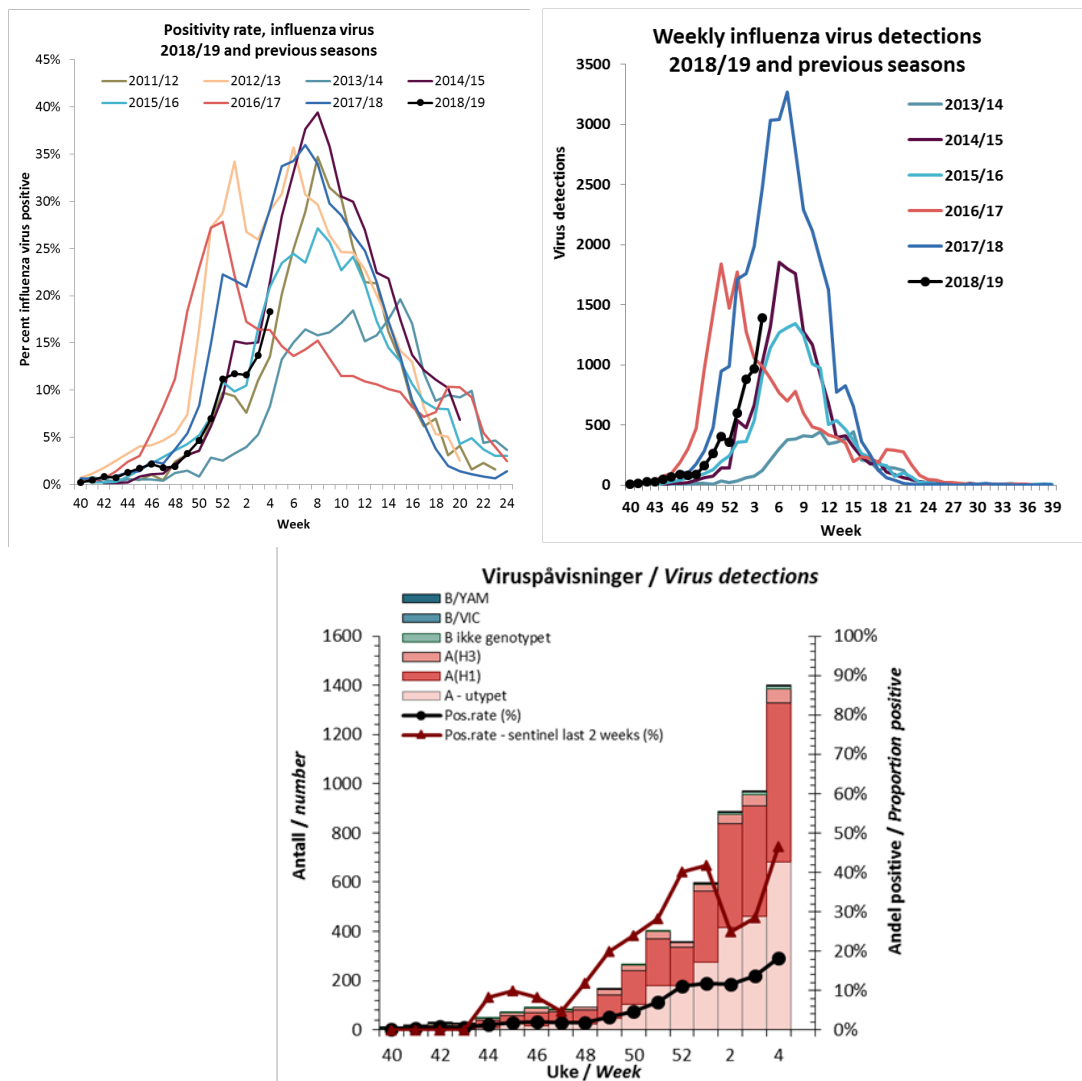 Positivity rate, influenza virus
2018/19 and previous seasons
45%
40%
35%
30%
25%
20%
15%
10%
5%
0%
Per cent influenza virus positive
2011/12 2012/13 2013/14 2014/15
2015/16 2016/17 2017/18 2018/19
40 42 44 46 48 50 52 2 4 6 8 10 12 14 16 18 20 22 24
Week
Weekly influenza virus detections
2018/19 and previous seasons
3500
3000
2500
2000
1500
1000
500
0
Virus detections
2013/14
2014/15
2015/16
2016/17
2017/18
2018/19
40 43 46 49 52 3 6 9 12 15 18 21 24 27 30 33 36 39
Week
Viruspåvisninger / Virus detections
B/YAM
B/VIC
B ikke genotypet
A(H3)
A(H1)
A - utypet
Pos.rate (%)
Pos.rate - sentinel last 2 weeks (%)
1600
1400
1200
1000
800
600
400
200
0
Antall / number
100%
90%
80%
70%
60%
50%
40%
30%
20%
10%
0%
Andel positive / Proportion positive
40 42 44 46 48 50 52 2 4
Uke / Week